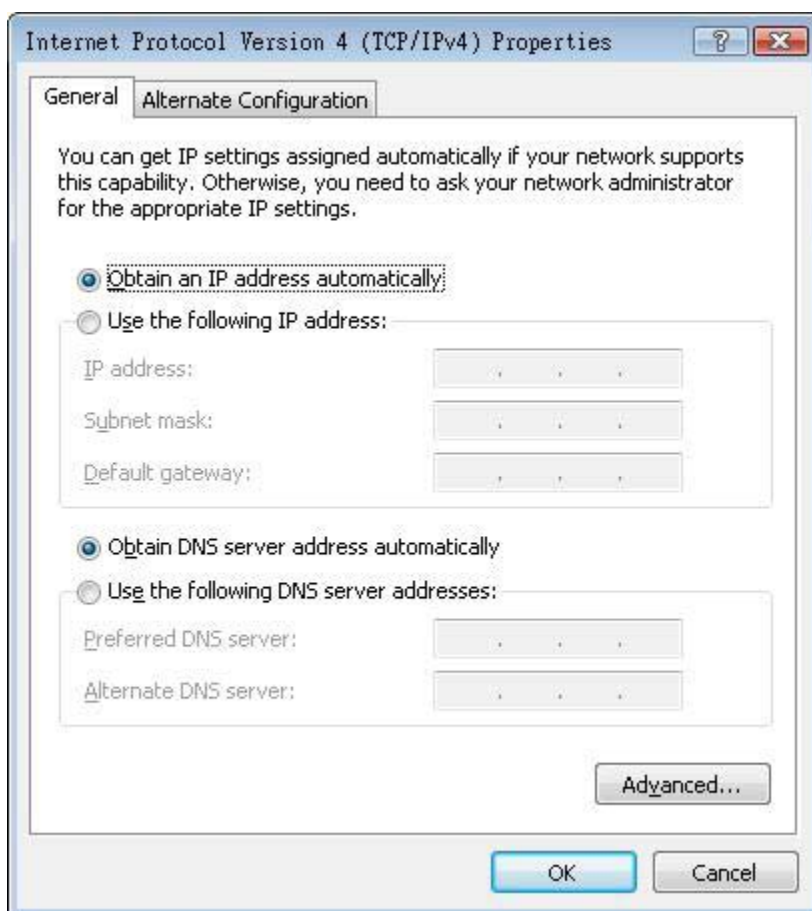 Internet Protocol Version 4 (TCP/IPv4) Properties
General
Alternate Configuration
You can get IP settings assigned automatically if your network supports
this capability. Otherwise, you need to ask your network administrator
for the appropriate IP settings.
Obtain an IP address automatically
Use the following IP address:
IP address:
Subnet mask:
Default gateway:
Obtain DNS server address automatically
Use the following DNS server addresses:
Preferred DNS server:
Alternate DNS server:
Advanced...
OK
Cancel